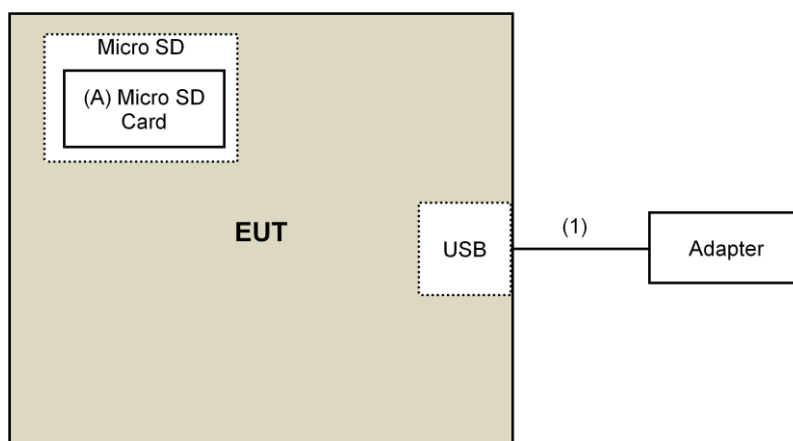 Micro SD
(A) Micro SD
Card
EUT
USB
(1)
Adapter